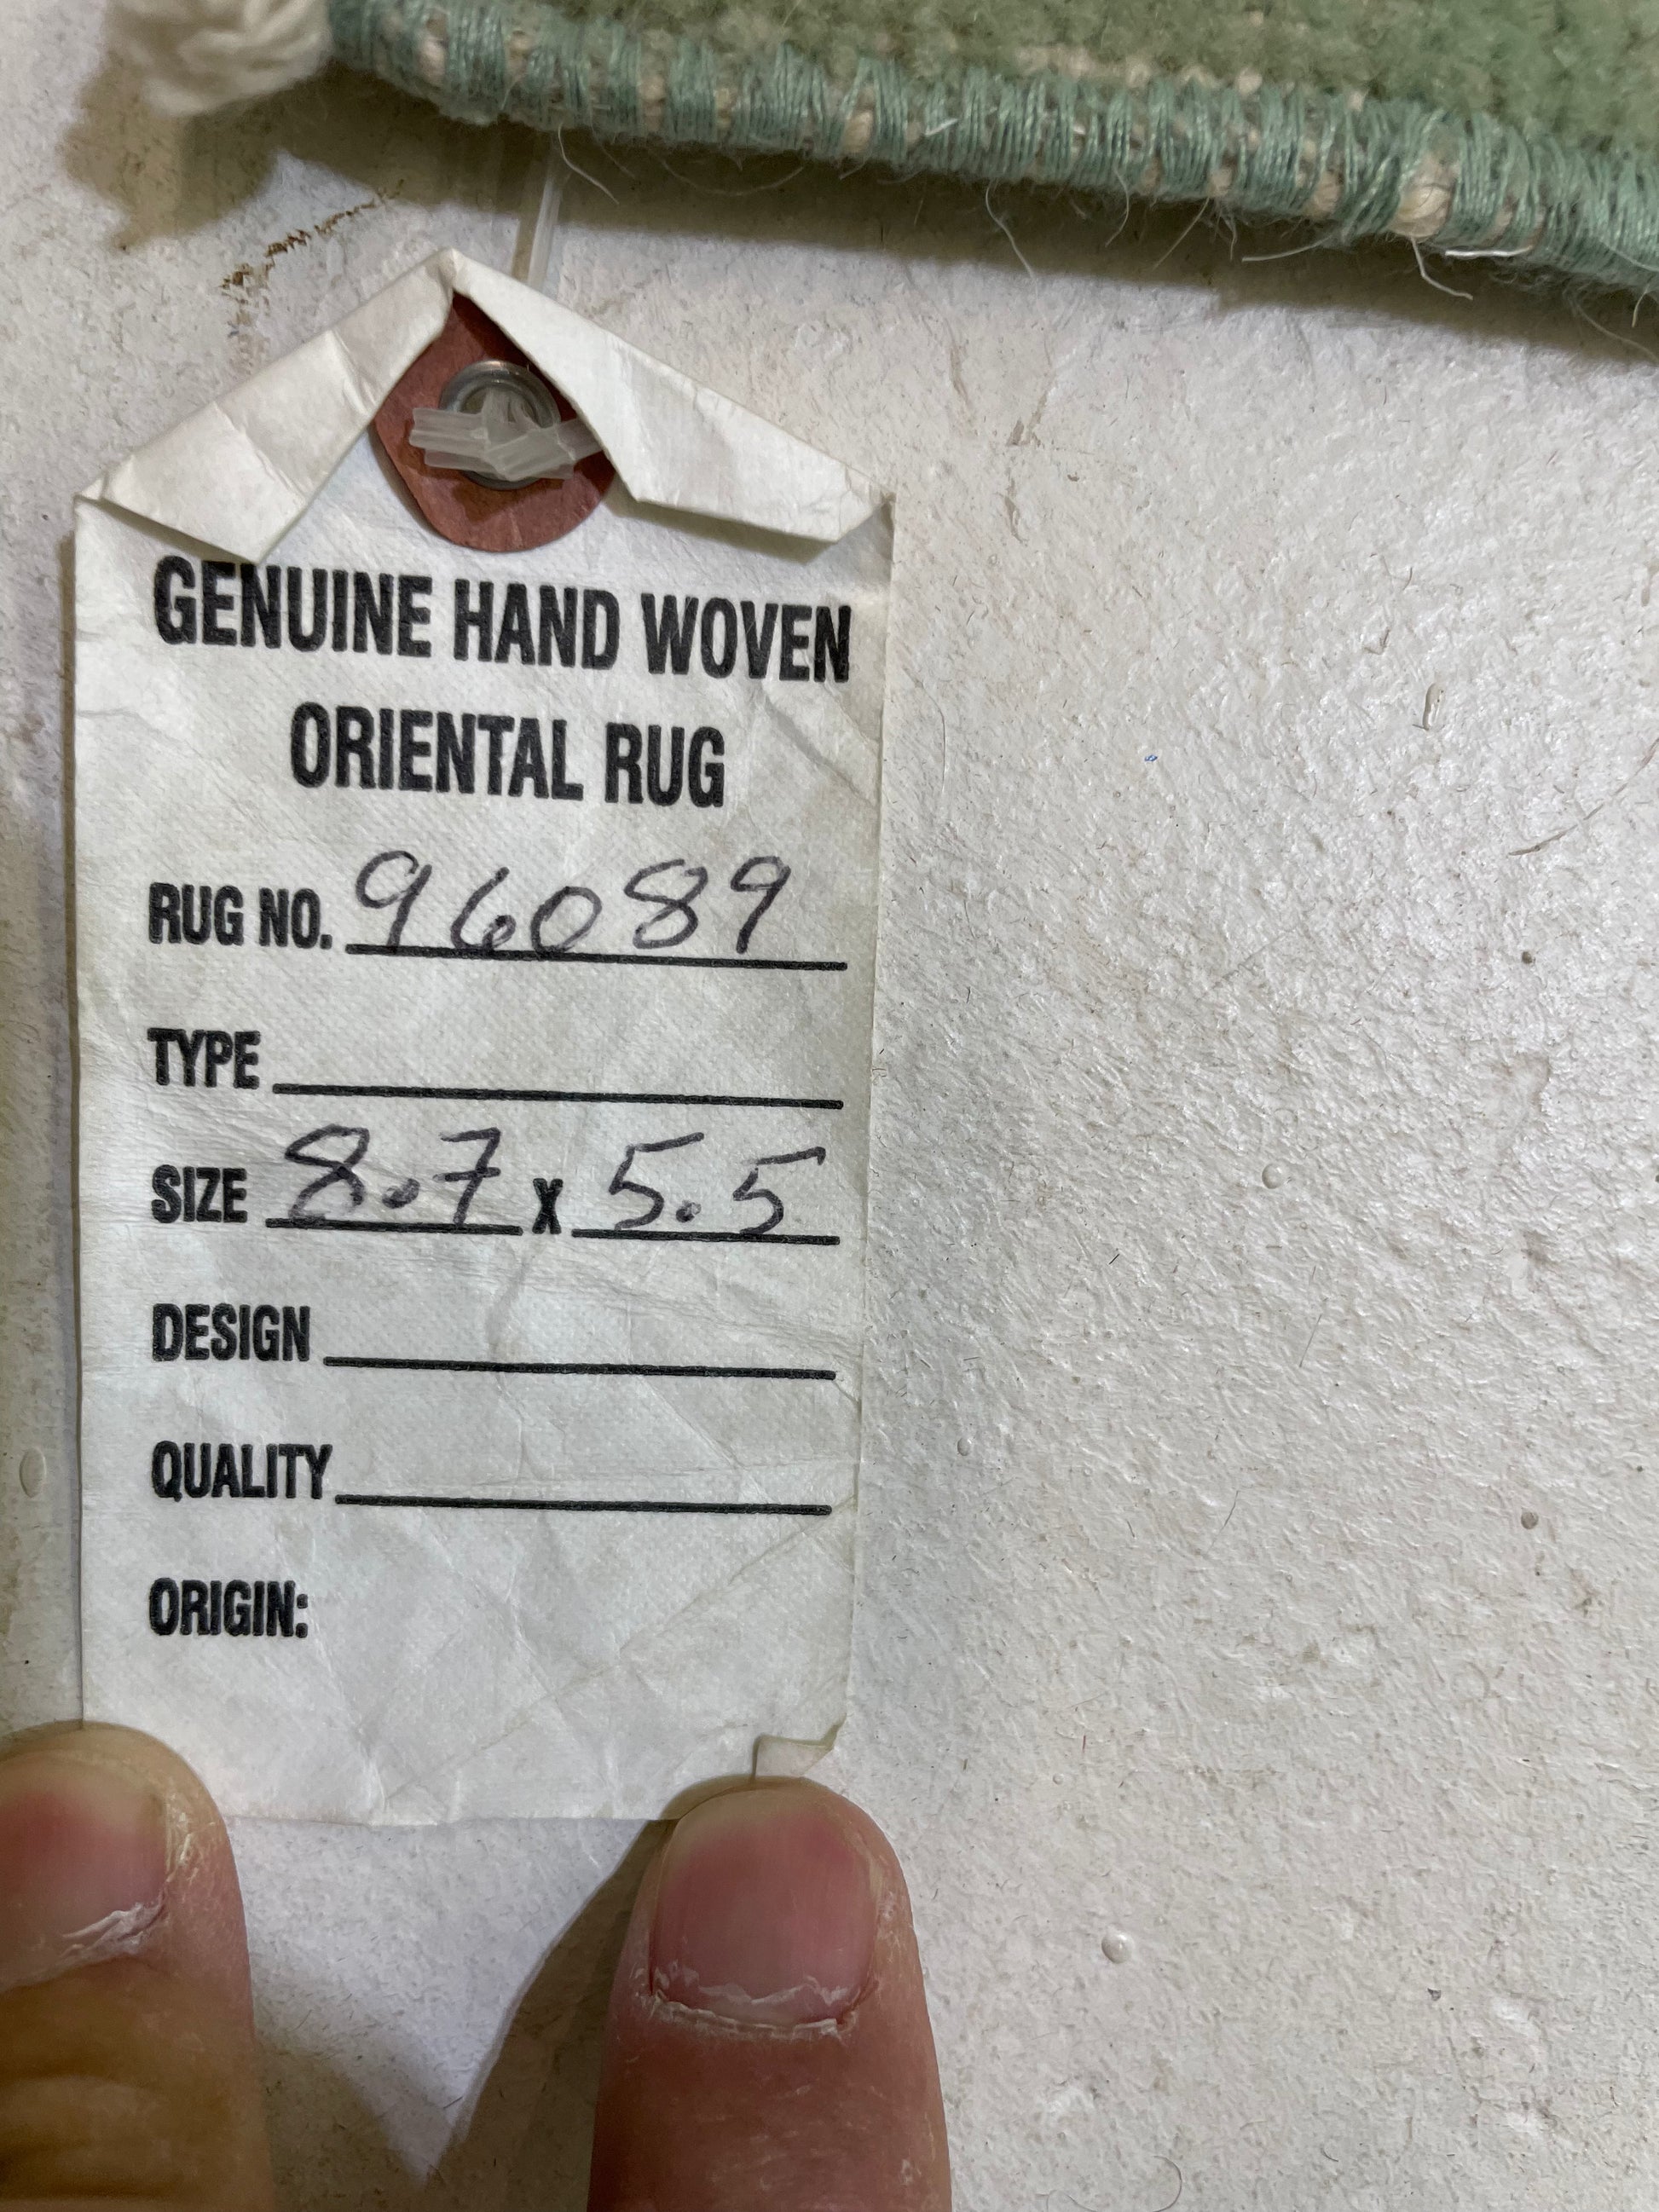 GENUINE HAND WOVEN
ORIENTAL RUG
RUG NO. 96089
TYPE
SIZE 8.7 x 5.5
DESIGN
QUALITY
ORIGIN: